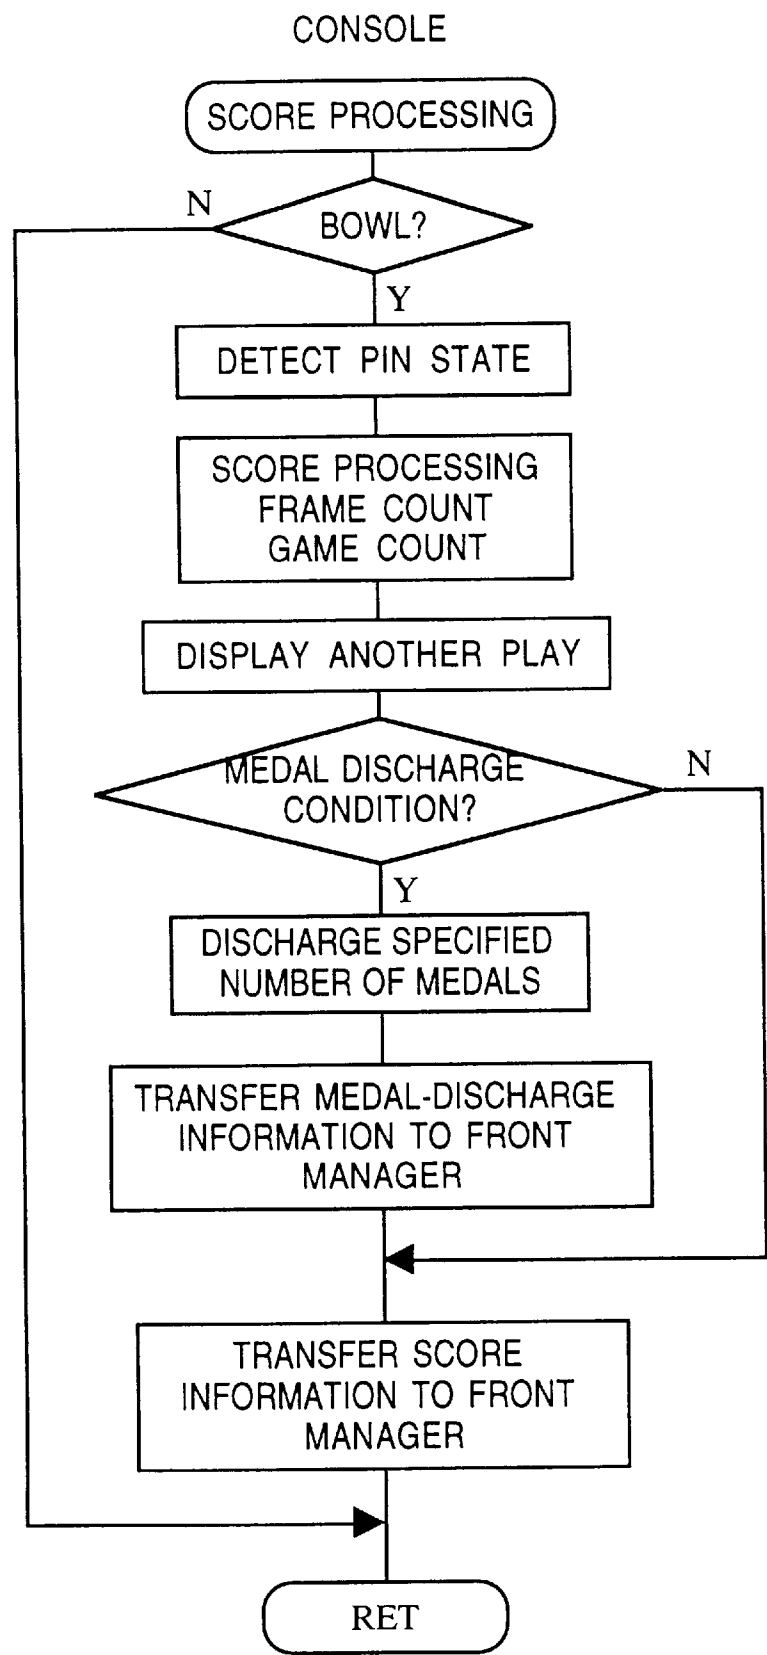 CONSOLE
SCORE PROCESSING
N
BOWL?
Y
DETECT PIN STATE
SCORE PROCESSING
FRAME COUNT
GAME COUNT
DISPLAY ANOTHER PLAY
MEDAL DISCHARGE
CONDITION?
N
Y
DISCHARGE SPECIFIED
NUMBER OF MEDALS
TRANSFER MEDAL-DISCHARGE
INFORMATION TO FRONT
MANAGER
TRANSFER SCORE
INFORMATION TO FRONT
MANAGER
RET